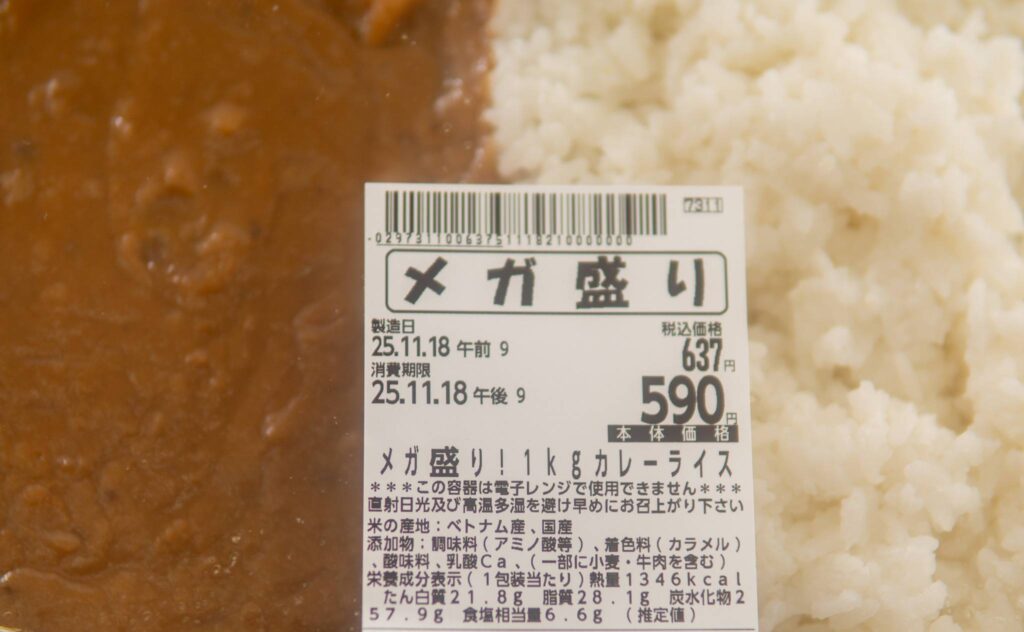 7311
0297311006375111821000000​0
メガ盛り
製造日
25.11.18 午前 9
税込価格
637円
消費期限
25.11.18 午後 9
590円
本体価格
メガ盛り!1kgカレーライス
***この容器は電子レンジで使用できません***
直射日光及び高温多湿を避け早めにお召上がり下さい
米の産地:ベトナム産、国産
添加物:調味料(アミノ酸等)、着色料(カラメル)
、酸味料、乳酸Ca、(一部に小麦・牛肉を含む)
栄養成分表示(1包装当たり)熱量1346kcal
たん白質21.8g 脂質28.1g 炭水化物2
57.9g 食塩相当量6.6g (推定値)